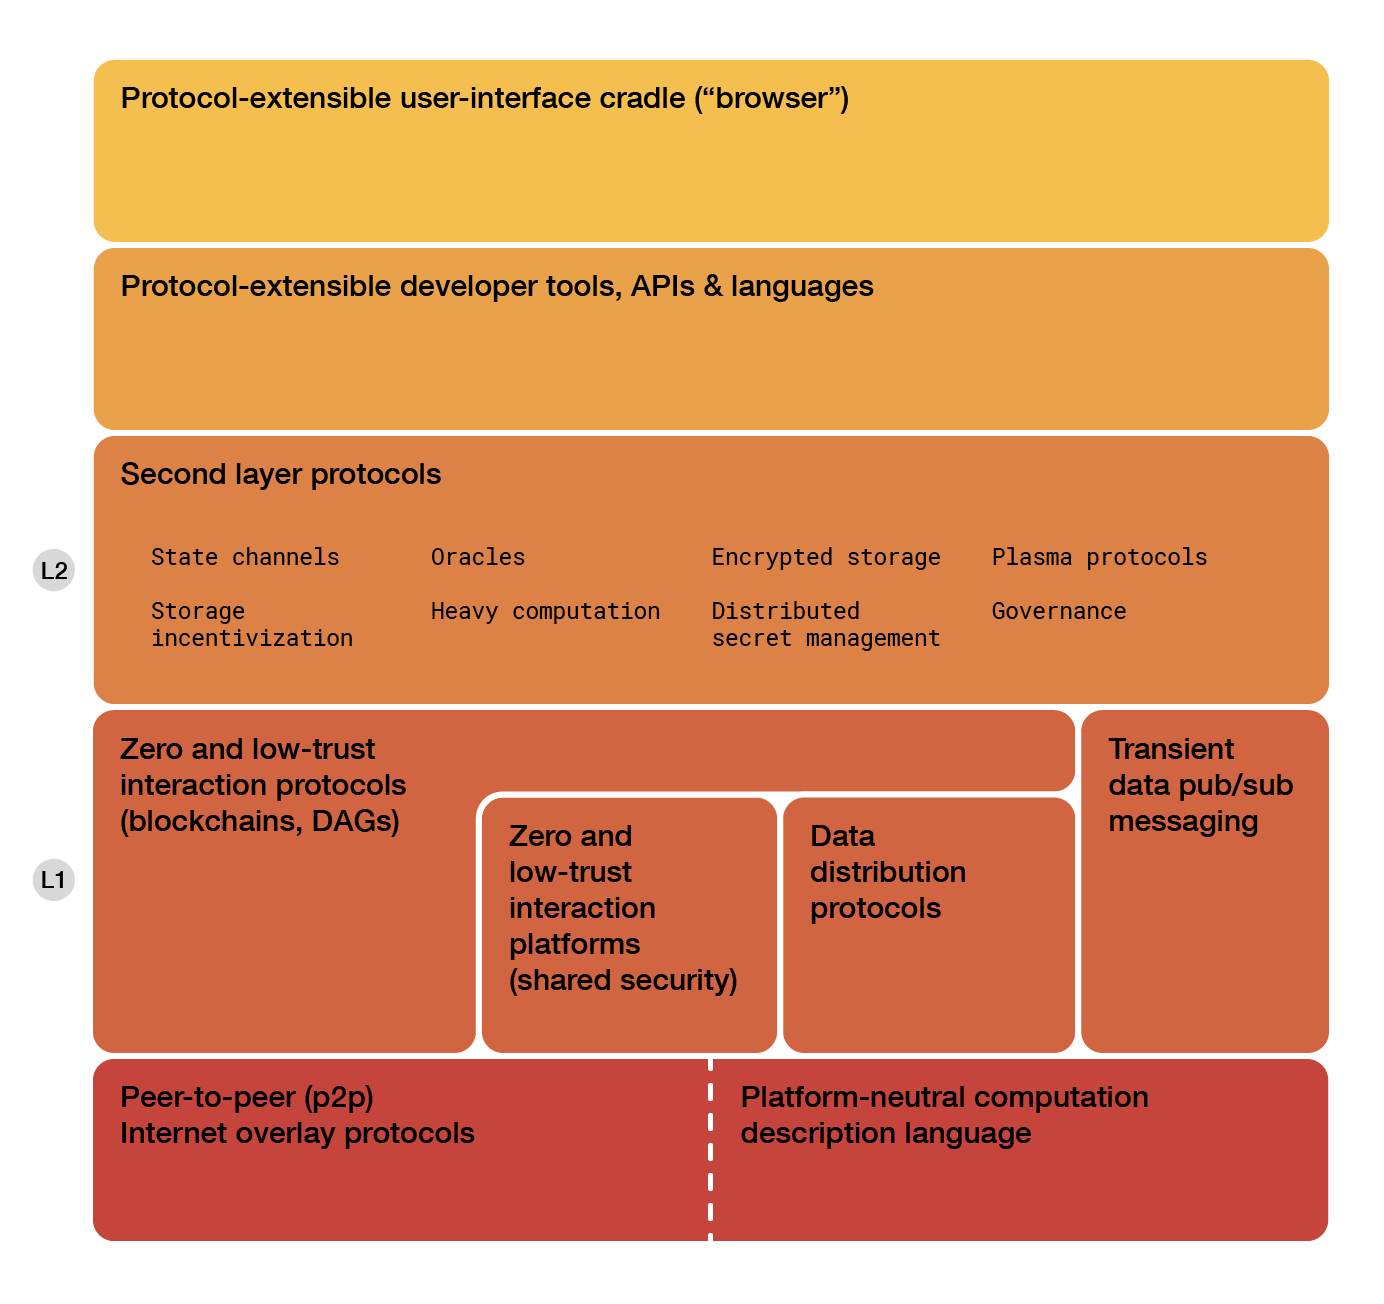 Protocol-extensible user-interface cradle (“browser”)
Protocol-extensible developer tools, APIs & languages
Second layer protocols
L2
State channels
Oracles
Encrypted storage
Plasma protocols
Storage
incentivization
Heavy computation
Distributed
secret management
Governance
L1
Zero and low-trust
interaction protocols
(blockchains, DAGs)
Zero and
low-trust
interaction
platforms
(shared security)
Data
distribution
protocols
Transient
data pub/sub
messaging
Peer-to-peer (p2p)
Internet overlay protocols
Platform-neutral computation
description language